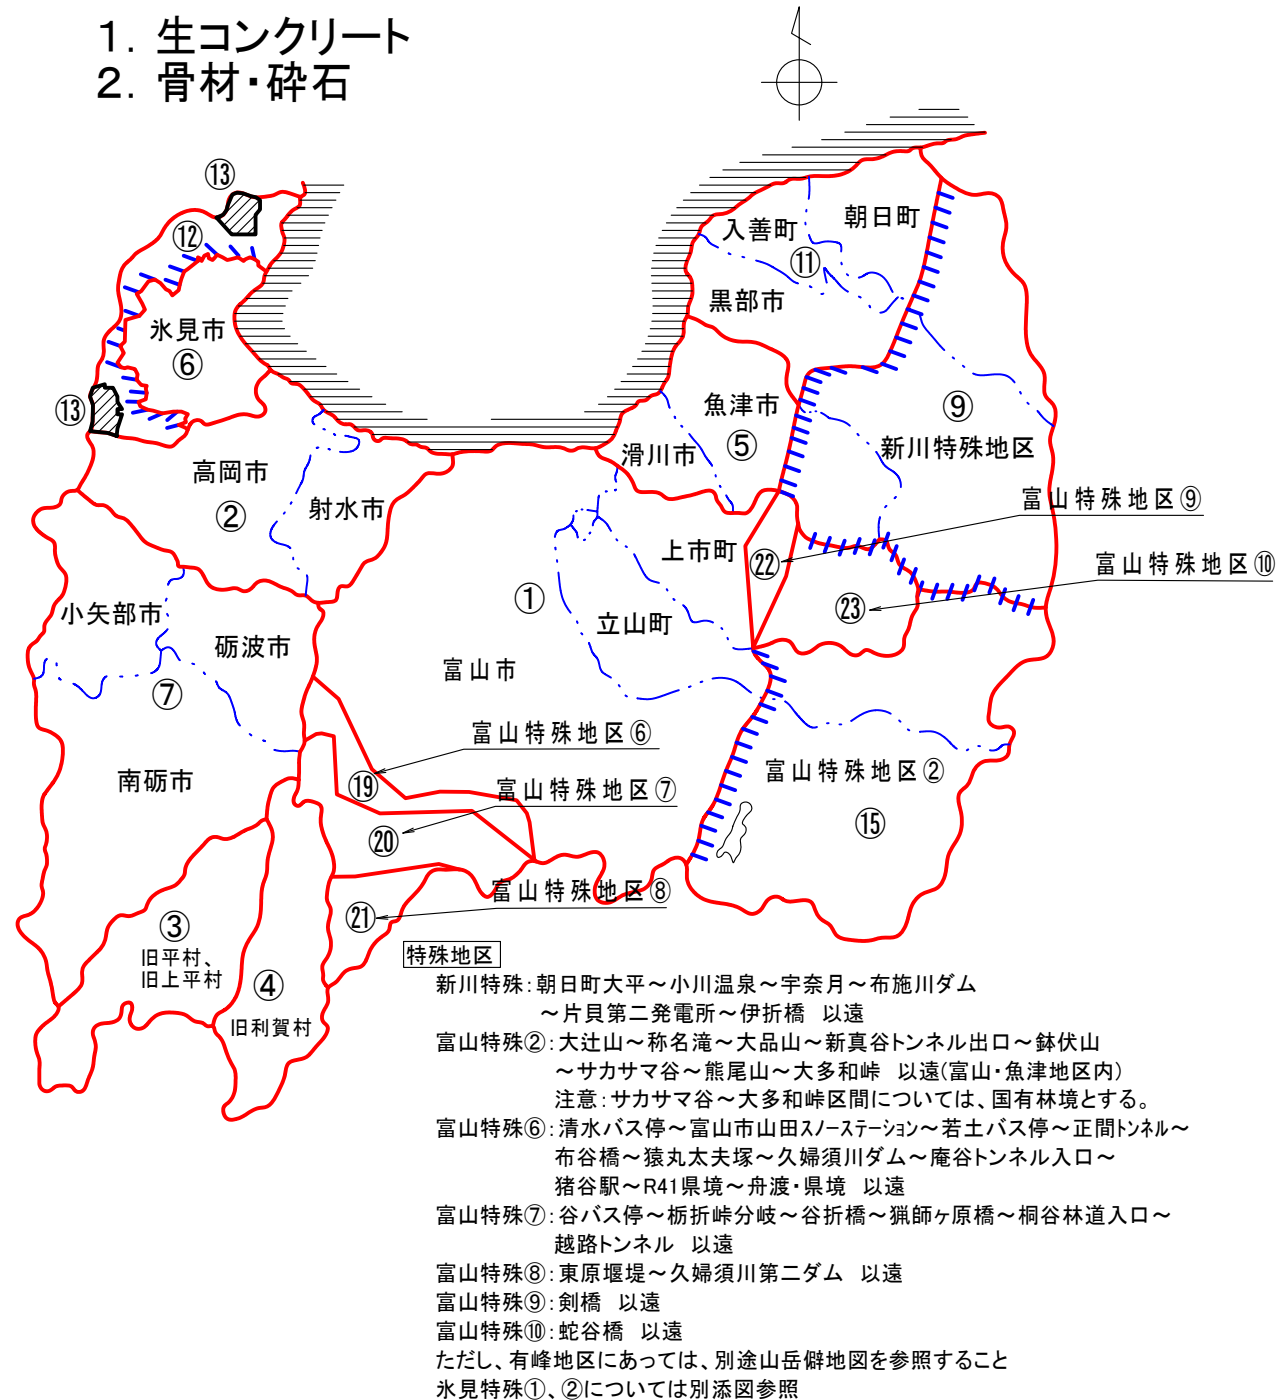 1. 生コンクリート
2. 骨材・砕石
⑬
⑫
朝日町
入善町
⑪
黒部市
氷見市
⑥
⑬
魚津市
⑤
⑨
新川特殊地区
滑川市
高岡市
②
射水市
富山特殊地区⑨
上市町
㉒
富山特殊地区⑩
①
㉓
小矢部市
立山町
砺波市
富山市
⑦
富山特殊地区⑥
南砺市
富山特殊地区②
⑲
富山特殊地区⑦
⑮
⑳
富山特殊地区⑧
㉑
③
旧平村、
旧上平村
④
旧利賀村
特殊地区
新川特殊:朝日町大平～小川温泉～宇奈月～布施川ダム
～片貝第二発電所～伊折橋 以遠
富山特殊②:大辻山～称名滝～大品山～新真谷トンネル出口～鉢伏山
～サカサマ谷～熊尾山～大多和峠 以遠(富山・魚津地区内)
注意:サカサマ谷～大多和峠区間については、国有林境とする。
富山特殊⑥:清水バス停～富山市山田スノーステーション～若土バス停～正間トンネル～
布谷橋～猿丸太夫塚～久婦須川ダム～庵谷トンネル入口～
猪谷駅～R41県境～舟渡・県境 以遠
富山特殊⑦:谷バス停～栃折峠分岐～谷折橋～猟師ヶ原橋～桐谷林道入口～
越路トンネル 以遠
富山特殊⑧:東原堰堤～久婦須川第二ダム 以遠
富山特殊⑨:剣橋 以遠
富山特殊⑩:蛇谷橋 以遠
ただし、有峰地区にあっては、別途山岳僻地図を参照すること
氷見特殊①、②については別添図参照